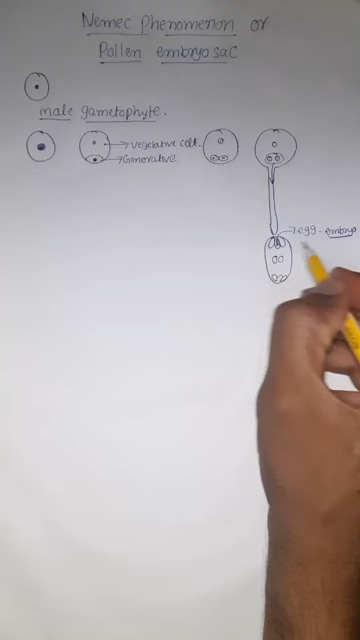 Nemec Phenomenon or
Pollen embryo sac
male gametophyte.
vegetative cell.
Generative
egg - embryo